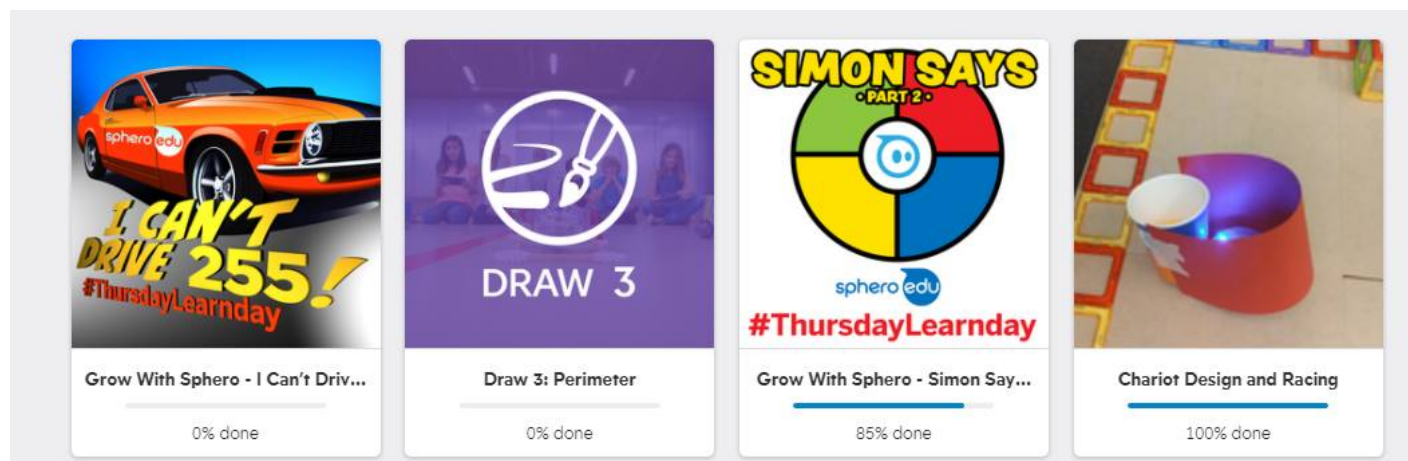 sphero edu
I CAN'T
DRIVE 255!
#ThursdayLearnday
Grow With Sphero - I Can't Driv...
0% done
DRAW 3
Draw 3: Perimeter
0% done
SIMON SAYS
• PART 2 •
sphero edu
#ThursdayLearnday
Grow With Sphero - Simon Say...
85% done
Chariot Design and Racing
100% done